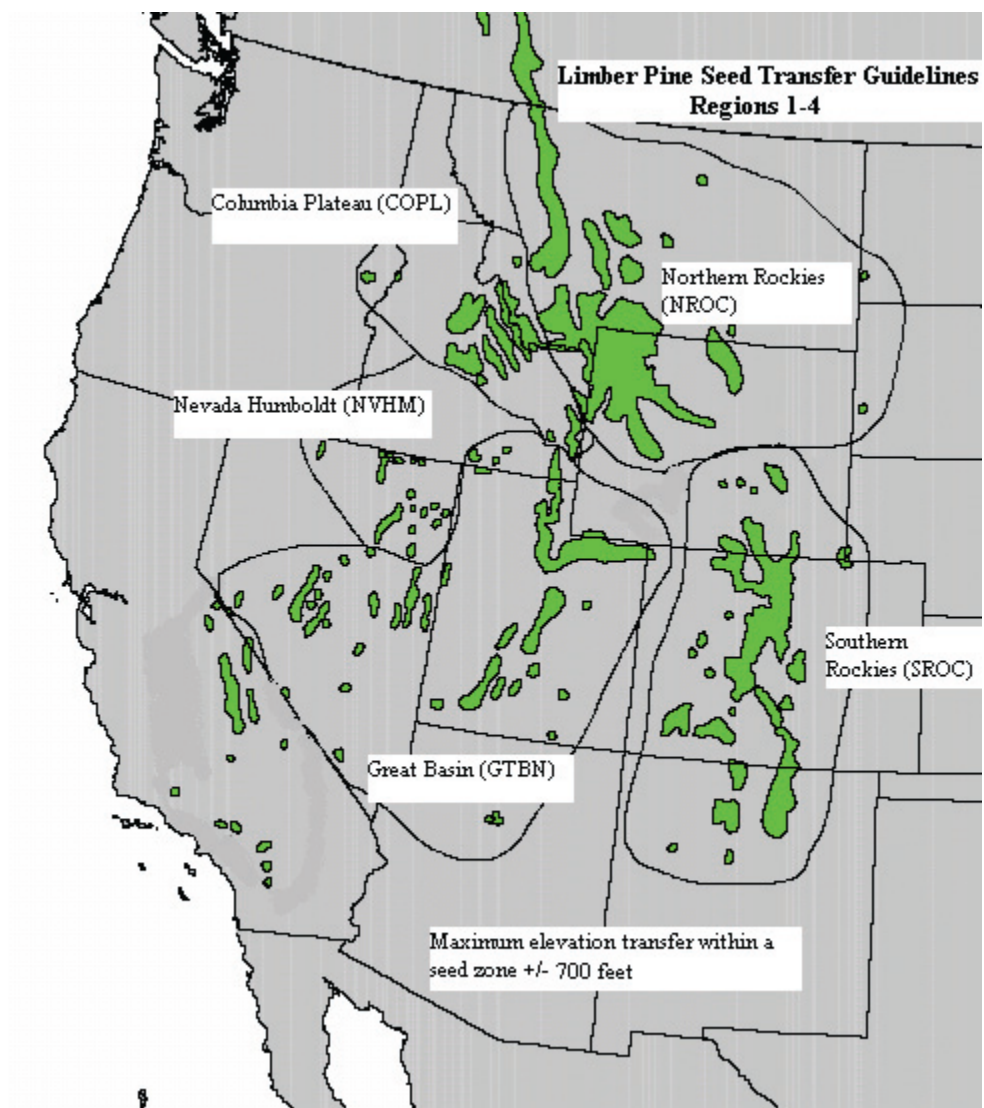 Limber Pine Seed Transfer Guidelines
Regions 1-4
Columbia Plateau (COPL)
Northern Rockies
(NROC)
Nevada Humboldt (NVHM)
Southern
Rockies (SROC)
Great Basin (GTBN)
Maximum elevation transfer within a
seed zone +/- 700 feet